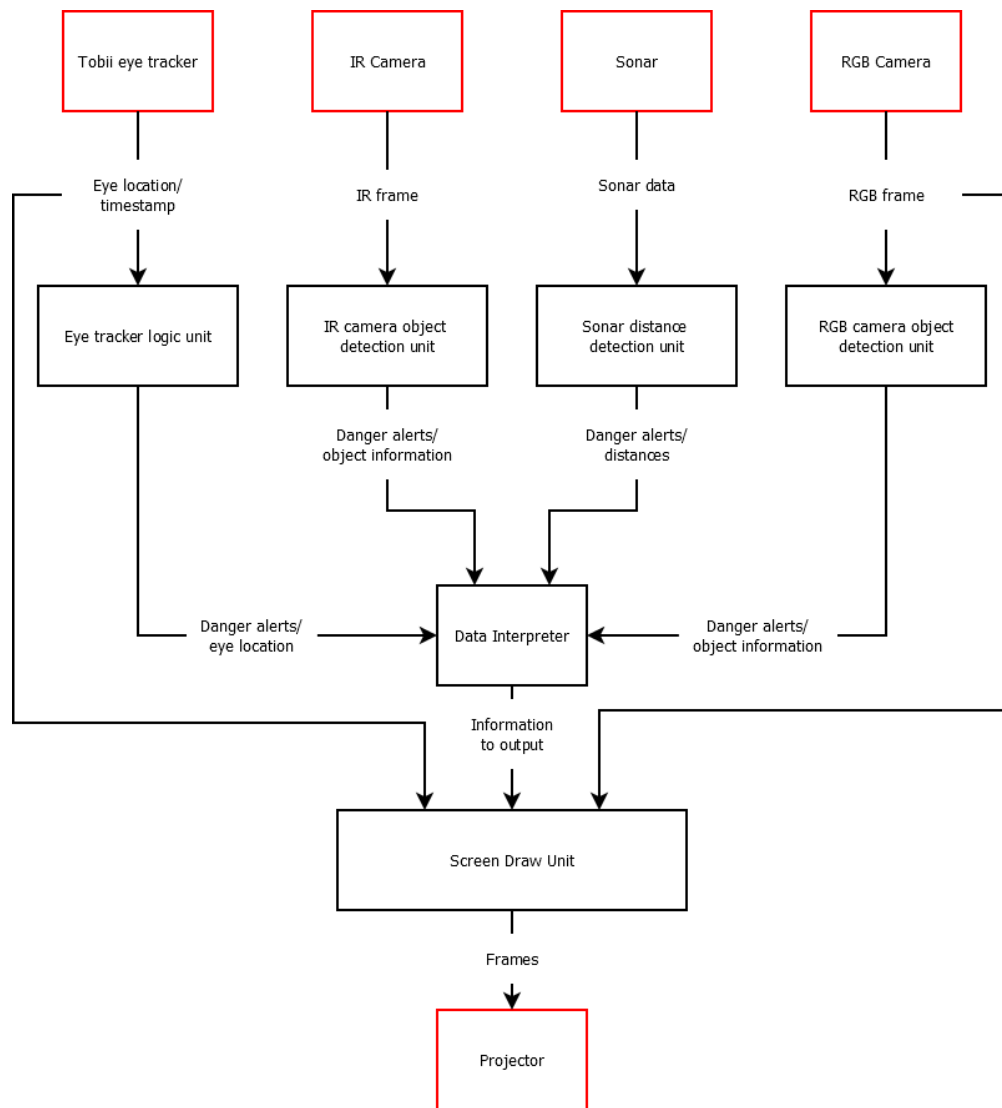 Tobii eye tracker
IR Camera
Sonar
RGB Camera
Eye location/
timestamp
IR frame
Sonar data
RGB frame
Eye tracker logic unit
IR camera object
detection unit
Sonar distance
detection unit
RGB camera object
detection unit
Danger alerts/
object information
Danger alerts/
distances
Danger alerts/
eye location
Data Interpreter
Danger alerts/
object information
Information
to output
Screen Draw Unit
Frames
Projector